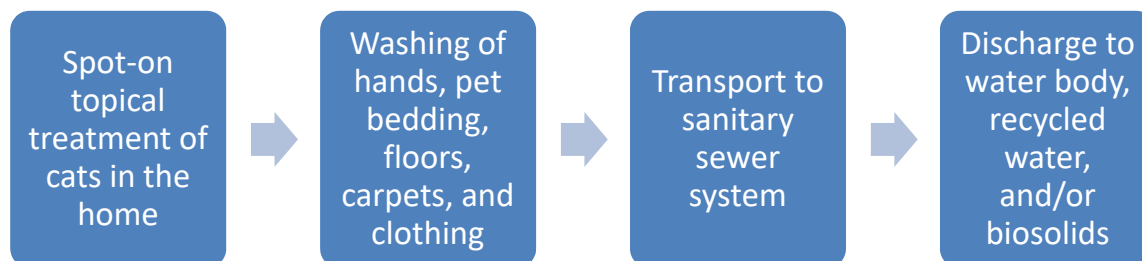 Spot-on
topical
treatment of
cats in the
home
Washing of
hands, pet
bedding,
floors,
carpets, and
clothing
Transport to
sanitary
sewer
system
Discharge to
water body,
recycled
water,
and/or
biosolids